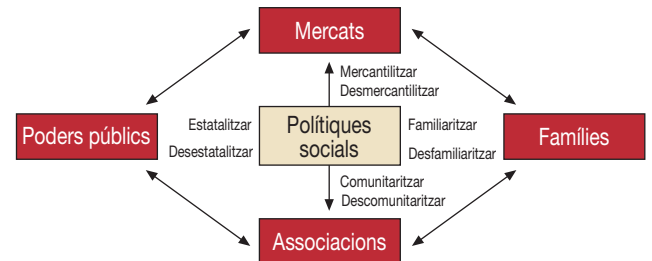 Mercats
Mercantilitzar
Desmercantilitzar
Poders públics
Estatalitzar
Desestatalitzar
Polítiques
socials
Familiaritzar
Desfamiliaritzar
Famílies
Comunitaritzar
Descomunitaritzar
Associacions